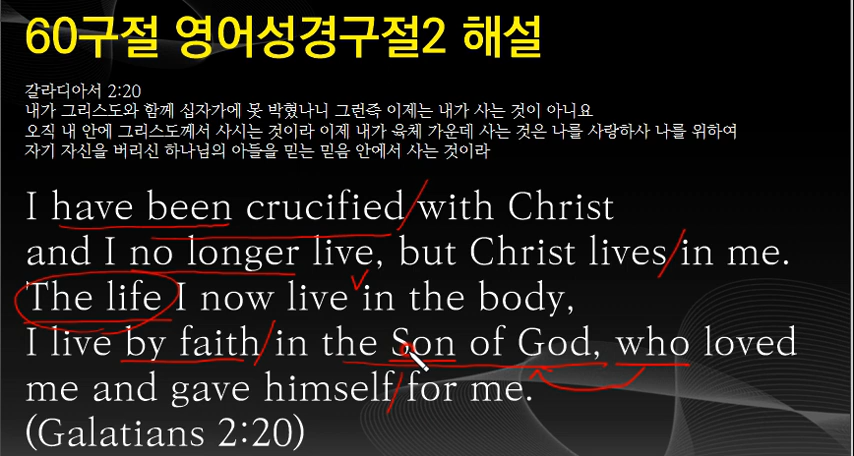 60구절 영어성경구절2 해설
갈라디아서 2:20
내가 그리스도와 함께 십자가에 못 박혔나니 그런즉 이제는 내가 사는 것이 아니요
오직 내 안에 그리스도께서 사시는 것이라 이제 내가 육체 가운데 사는 것은 나를 사랑하사 나를 위하여
자기 자신을 버리신 하나님의 아들을 믿는 믿음 안에서 사는 것이라
I have been crucified with Christ
and I no longer live, but Christ lives in me.
The life I now live in the body,
I live by faith in the Son of God, who loved
me and gave himself for me.
(Galatians 2:20)